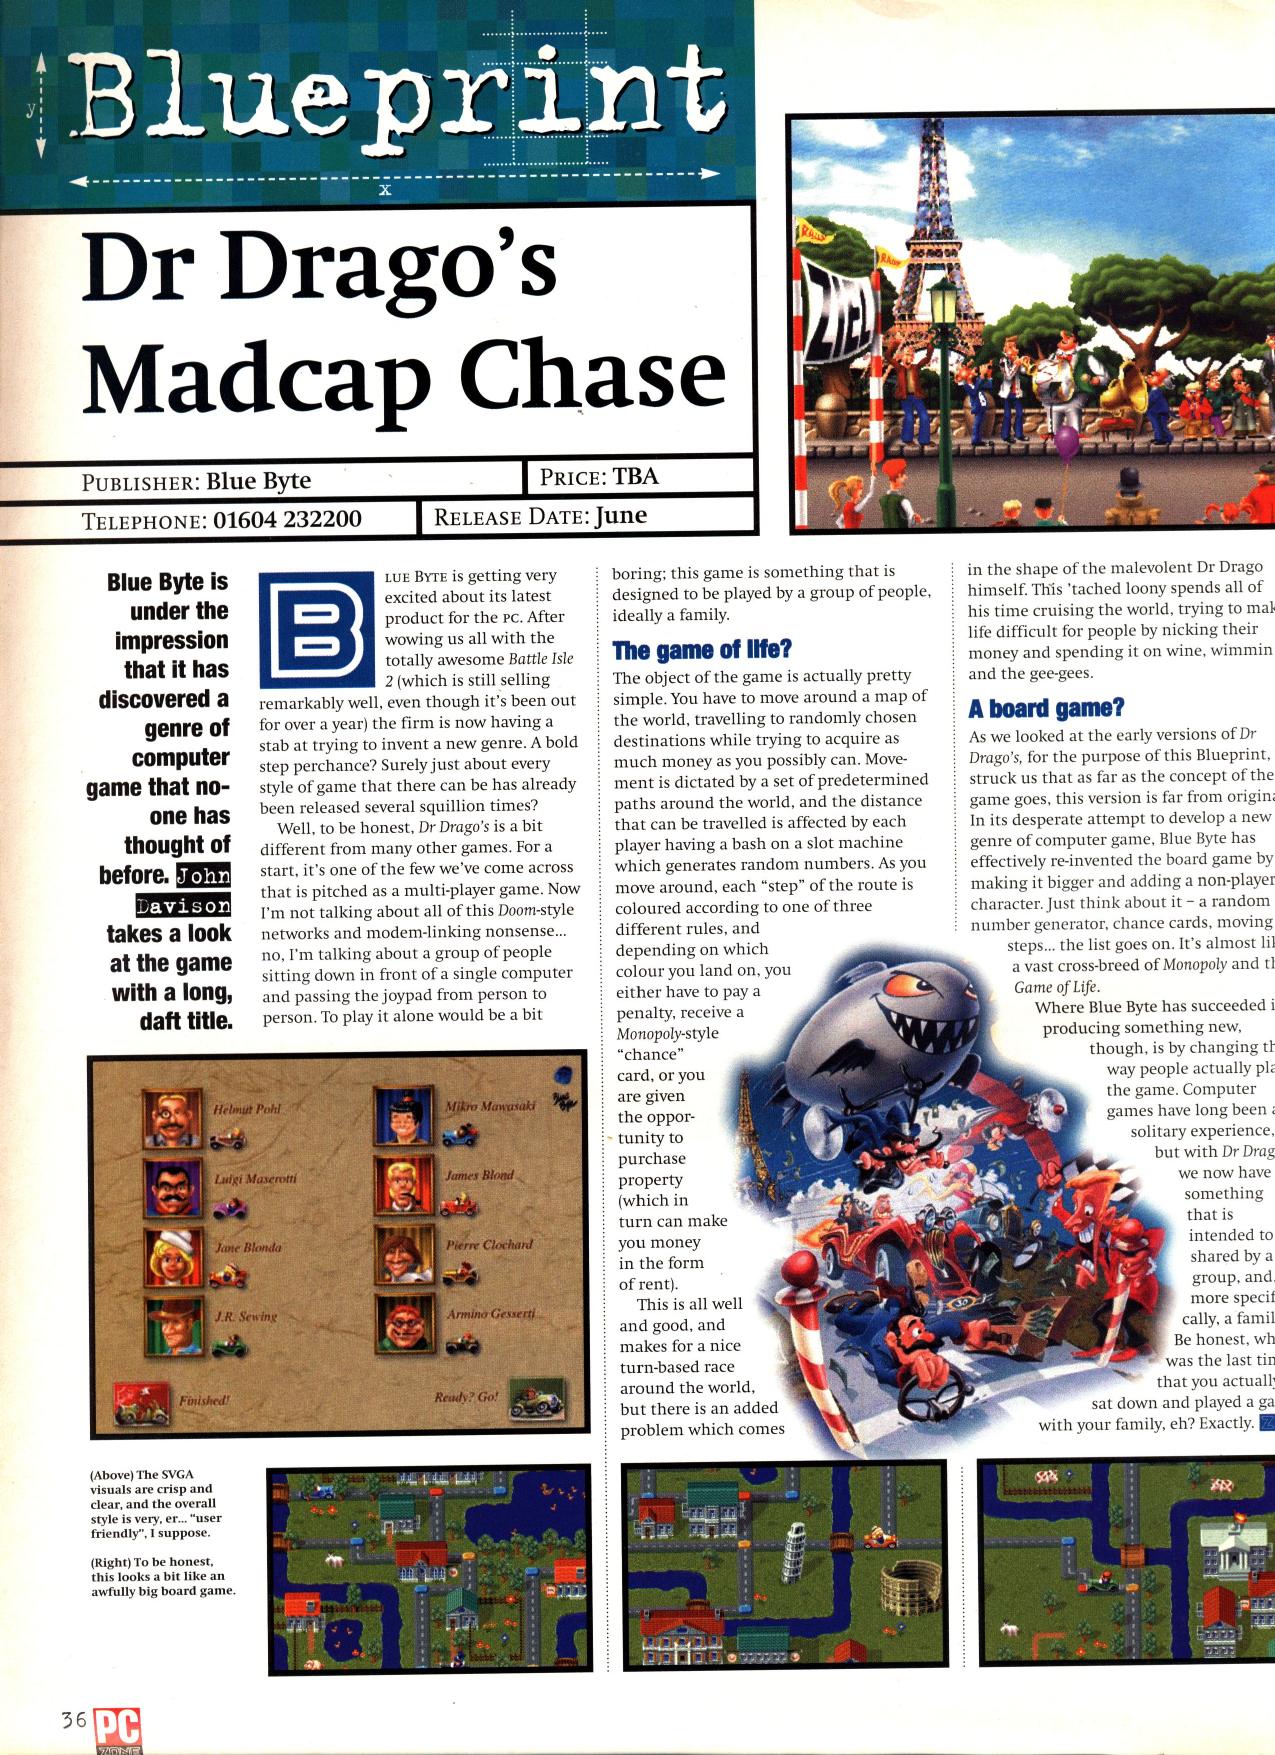 Blueprint
y
x
Dr Drago's
Madcap Chase
PUBLISHER: Blue Byte
PRICE: TBA
TELEPHONE: 01604 232200
RELEASE DATE: June
RALLY
RALLY
ZIEL
Blue Byte is
under the
impression
that it has
discovered a
genre of
computer
game that no-
one has
thought of
before. John
Davison
takes a look
at the game
with a long,
daft title.
BLUE BYTE is getting very
excited about its latest
product for the PC. After
wowing us all with the
totally awesome Battle Isle
2 (which is still selling
remarkably well, even though it's been out
for over a year) the firm is now having a
stab at trying to invent a new genre. A bold
step perchance? Surely just about every
style of game that there can be has already
been released several squillion times?
Well, to be honest, Dr Drago's is a bit
different from many other games. For a
start, it's one of the few we've come across
that is pitched as a multi-player game. Now
I'm not talking about all of this Doom-style
networks and modem-linking nonsense...
no, I'm talking about a group of people
sitting down in front of a single computer
and passing the joypad from person to
person. To play it alone would be a bit
boring; this game is something that is
designed to be played by a group of people,
ideally a family.
The game of life?
The object of the game is actually pretty
simple. You have to move around a map of
the world, travelling to randomly chosen
destinations while trying to acquire as
much money as you possibly can. Move-
ment is dictated by a set of predetermined
paths around the world, and the distance
that can be travelled is affected by each
player having a bash on a slot machine
which generates random numbers. As you
move around, each "step" of the route is
coloured according to one of three
different rules, and
depending on which
colour you land on, you
either have to pay a
penalty, receive a
Monopoly-style
"chance"
card, or you
are given
the oppor-
tunity to
purchase
property
(which in
turn can make
you money
in the form
of rent).
This is all well
and good, and
makes for a nice
turn-based race
around the world,
but there is an added
problem which comes
in the shape of the malevolent Dr Drago
himself. This 'tached loony spends all of
his time cruising the world, trying to mak
life difficult for people by nicking their
money and spending it on wine, wimmin
and the gee-gees.
A board game?
As we looked at the early versions of Dr
Drago's, for the purpose of this Blueprint,
struck us that as far as the concept of the
game goes, this version is far from origina
In its desperate attempt to develop a new
genre of computer game, Blue Byte has
effectively re-invented the board game by
making it bigger and adding a non-player
character. Just think about it – a random
number generator, chance cards, moving
steps... the list goes on. It's almost lik
a vast cross-breed of Monopoly and th
Game of Life.
Where Blue Byte has succeeded i
producing something new,
though, is by changing th
way people actually pla
the game. Computer
games have long been a
solitary experience,
but with Dr Drag
we now have
something
that is
intended to
shared by a
group, and,
more specif
cally, a famil
Be honest, wh
was the last tim
that you actually
sat down and played a ga
with your family, eh? Exactly. Z
Helmut Pohl
Mikro Mawasaki
Blue Byte
Luigi Maserotti
James Blond
Jane Blonda
Pierre Clochard
J.R. Sewing
Armino Gesserti
Finished!
Ready? Go!
(Above) The SVGA
visuals are crisp and
clear, and the overall
style is very, er... "user
friendly", I suppose.
(Right) To be honest,
this looks a bit like an
awfully big board game.
36 PC
ZONE